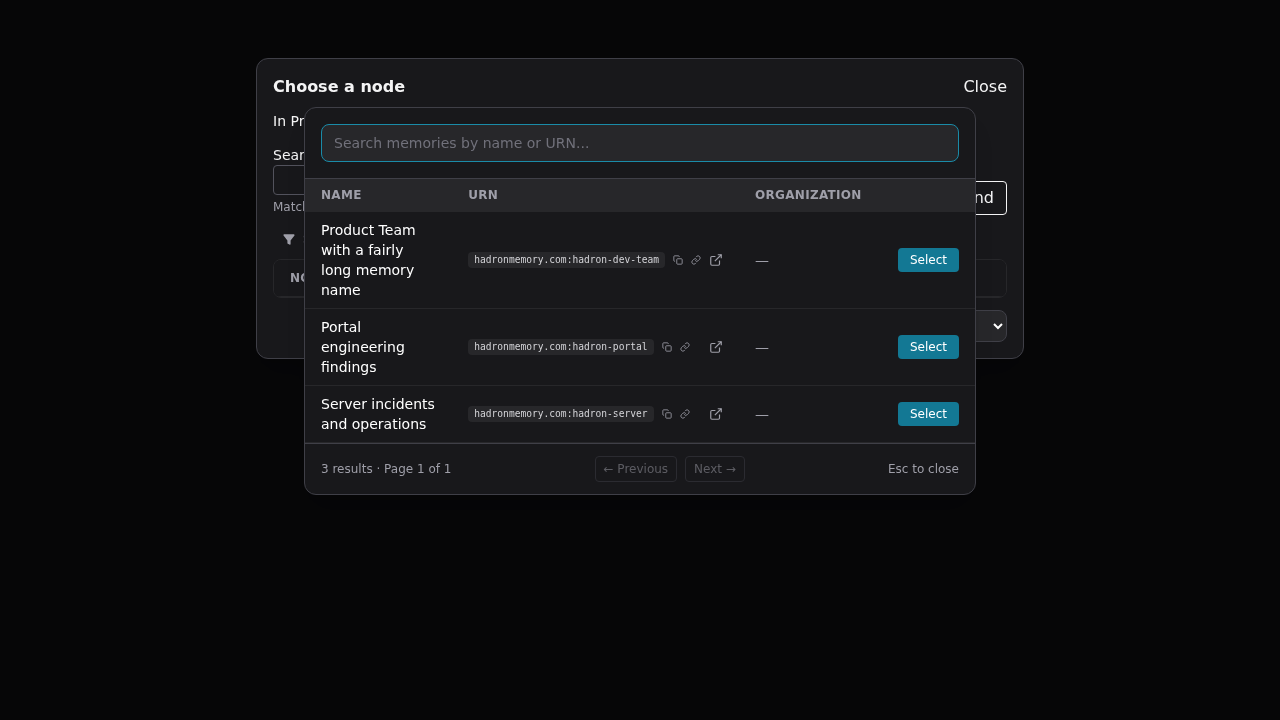 Choose a node
Close
In Pr
Search memories by name or URN...
Sear
Matcl
nd
NAME URN ORGANIZATION
Product Team
with a fairly
long memory
name
hadronmemory.com:hadron-dev-team
—
Select
NO
Portal
engineering
findings
hadronmemory.com:hadron-portal
—
Select
Server incidents
and operations
hadronmemory.com:hadron-server
—
Select
3 results · Page 1 of 1
← Previous
Next →
Esc to close